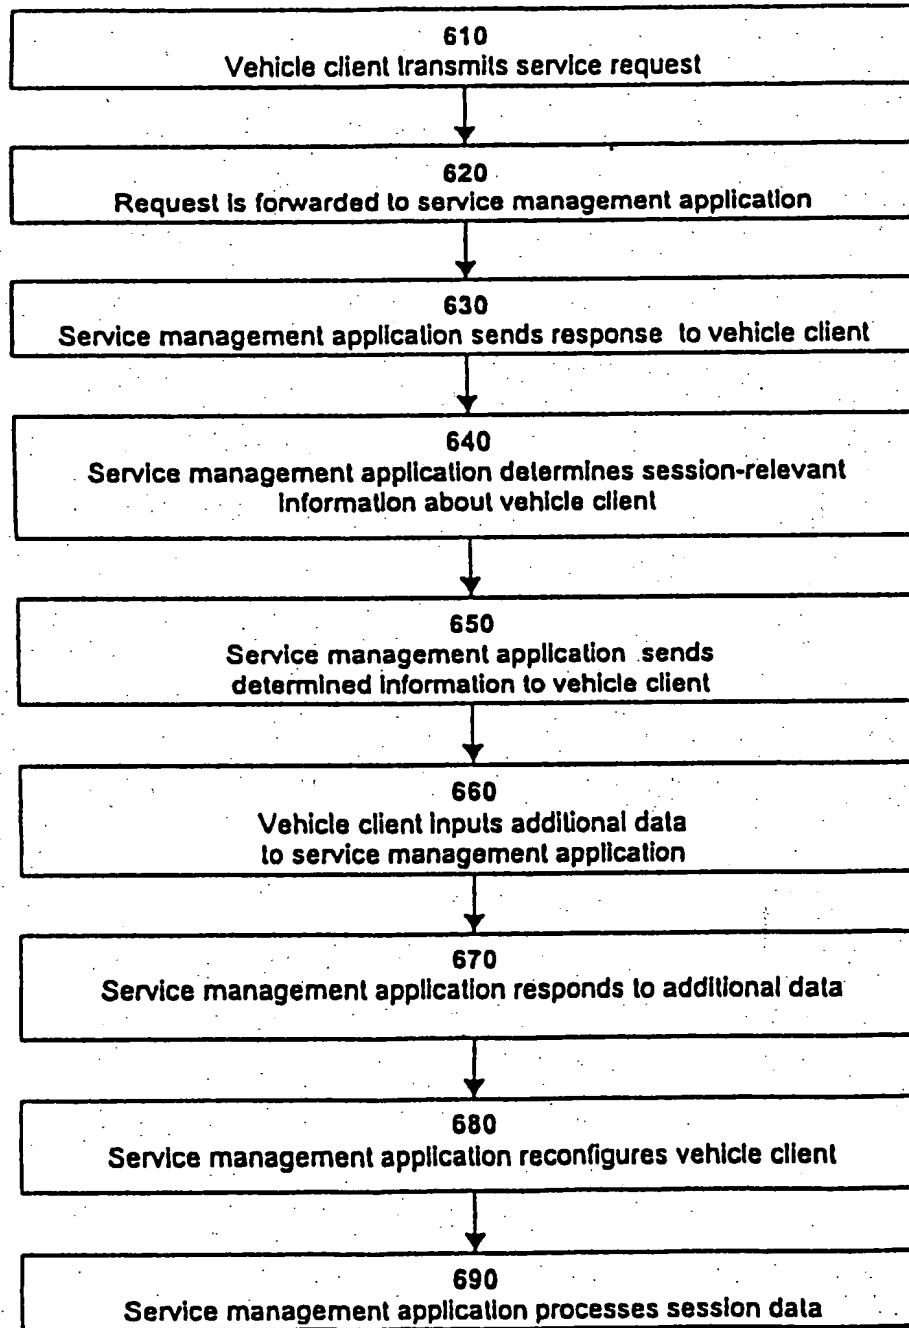 610
Vehicle client transmits service request
620
Request is forwarded to service management application
630
Service management application sends response to vehicle client
640
Service management application determines session-relevant
information about vehicle client
650
Service management application sends
determined information to vehicle client
660
Vehicle client inputs additional data
to service management application
670
Service management application responds to additional data
680
Service management application reconfigures vehicle client
690
Service management application processes session data